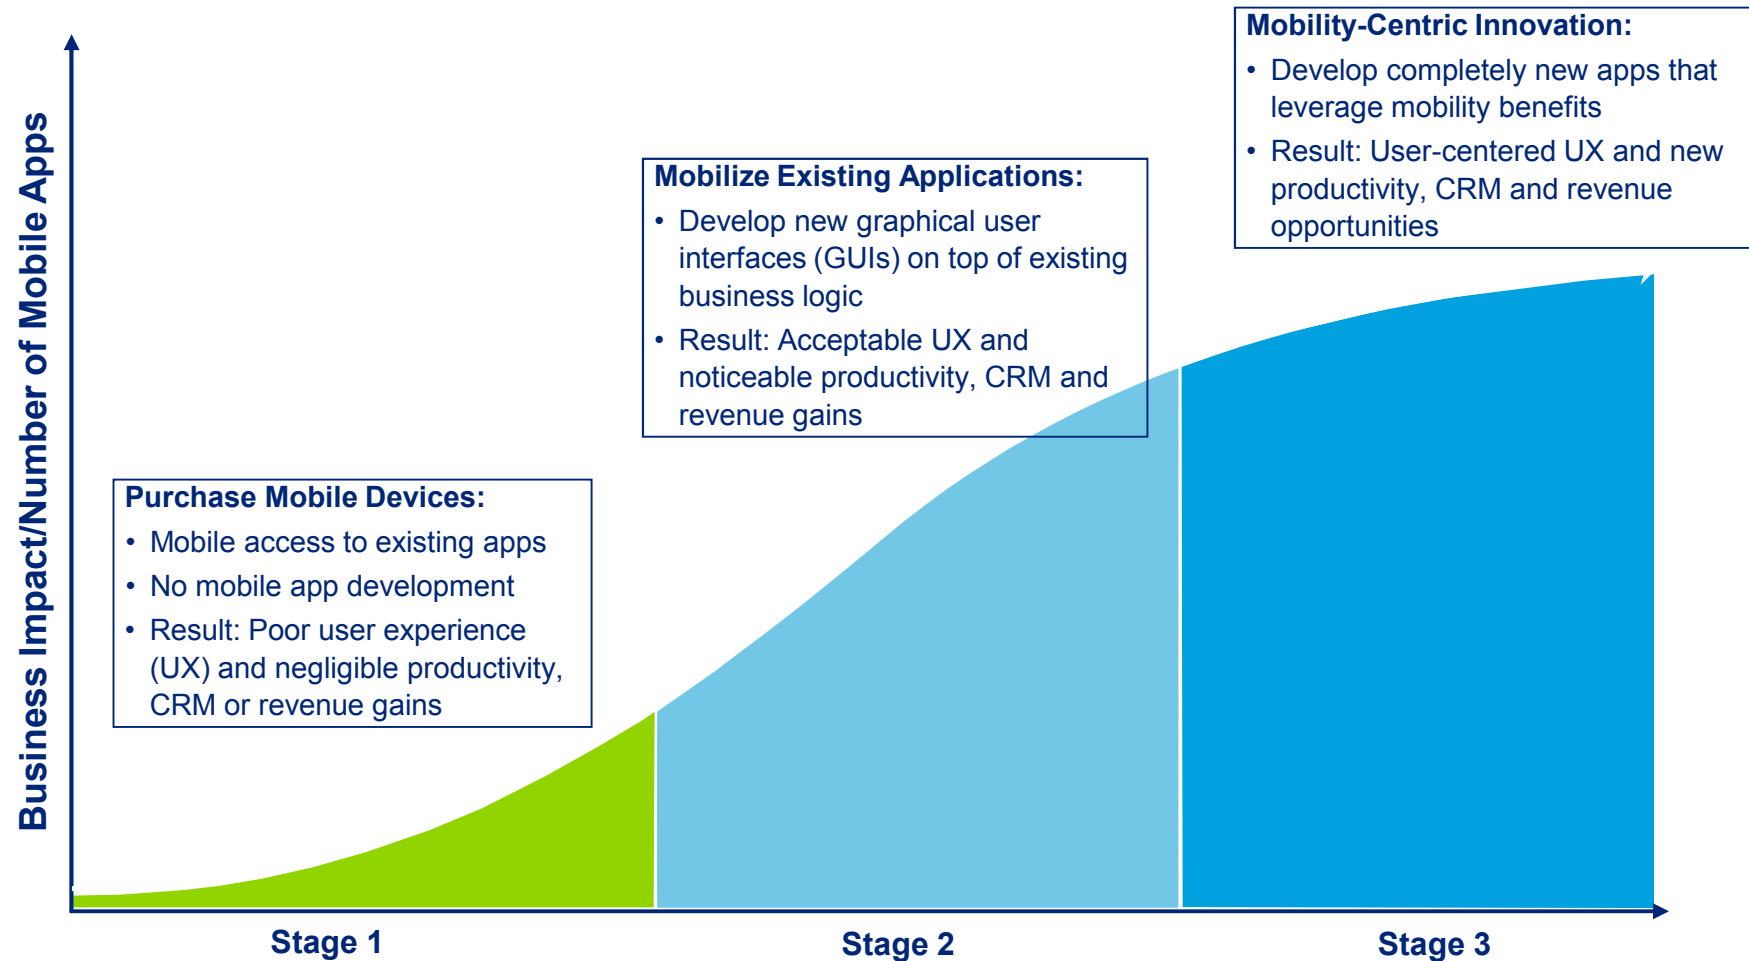 Business Impact/Number of Mobile Apps
Purchase Mobile Devices:
• Mobile access to existing apps
• No mobile app development
• Result: Poor user experience
(UX) and negligible productivity,
CRM or revenue gains
Mobilize Existing Applications:
• Develop new graphical user
interfaces (GUIs) on top of existing
business logic
• Result: Acceptable UX and
noticeable productivity, CRM and
revenue gains
Mobility-Centric Innovation:
• Develop completely new apps that
leverage mobility benefits
• Result: User-centered UX and new
productivity, CRM and revenue
opportunities
Stage 1
Stage 2
Stage 3